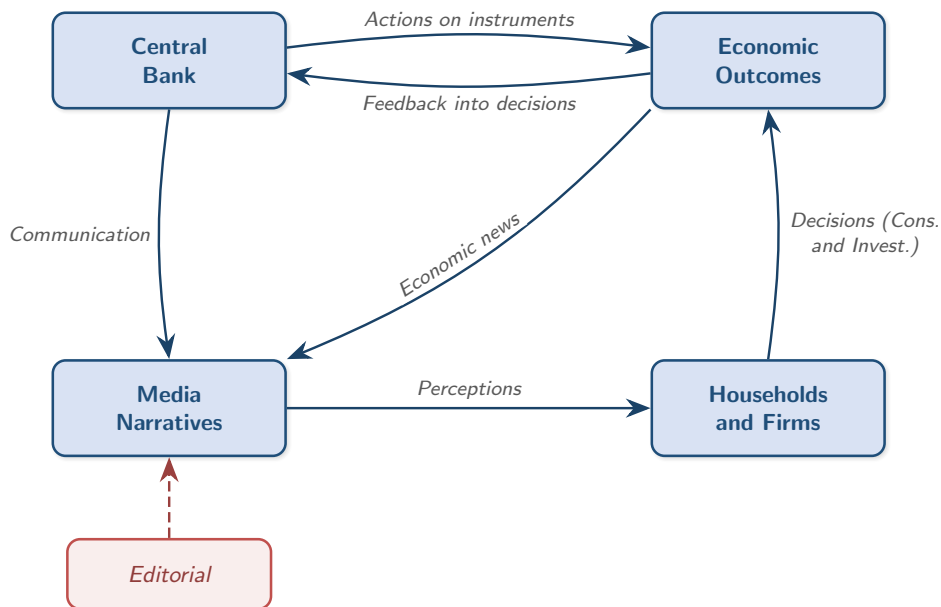 Actions on instruments
Central
Bank
Economic
Outcomes
Feedback into decisions
Communication
Economic news
Decisions (Cons.
and Invest.)
Media
Narratives
Perceptions
Households
and Firms
Editorial